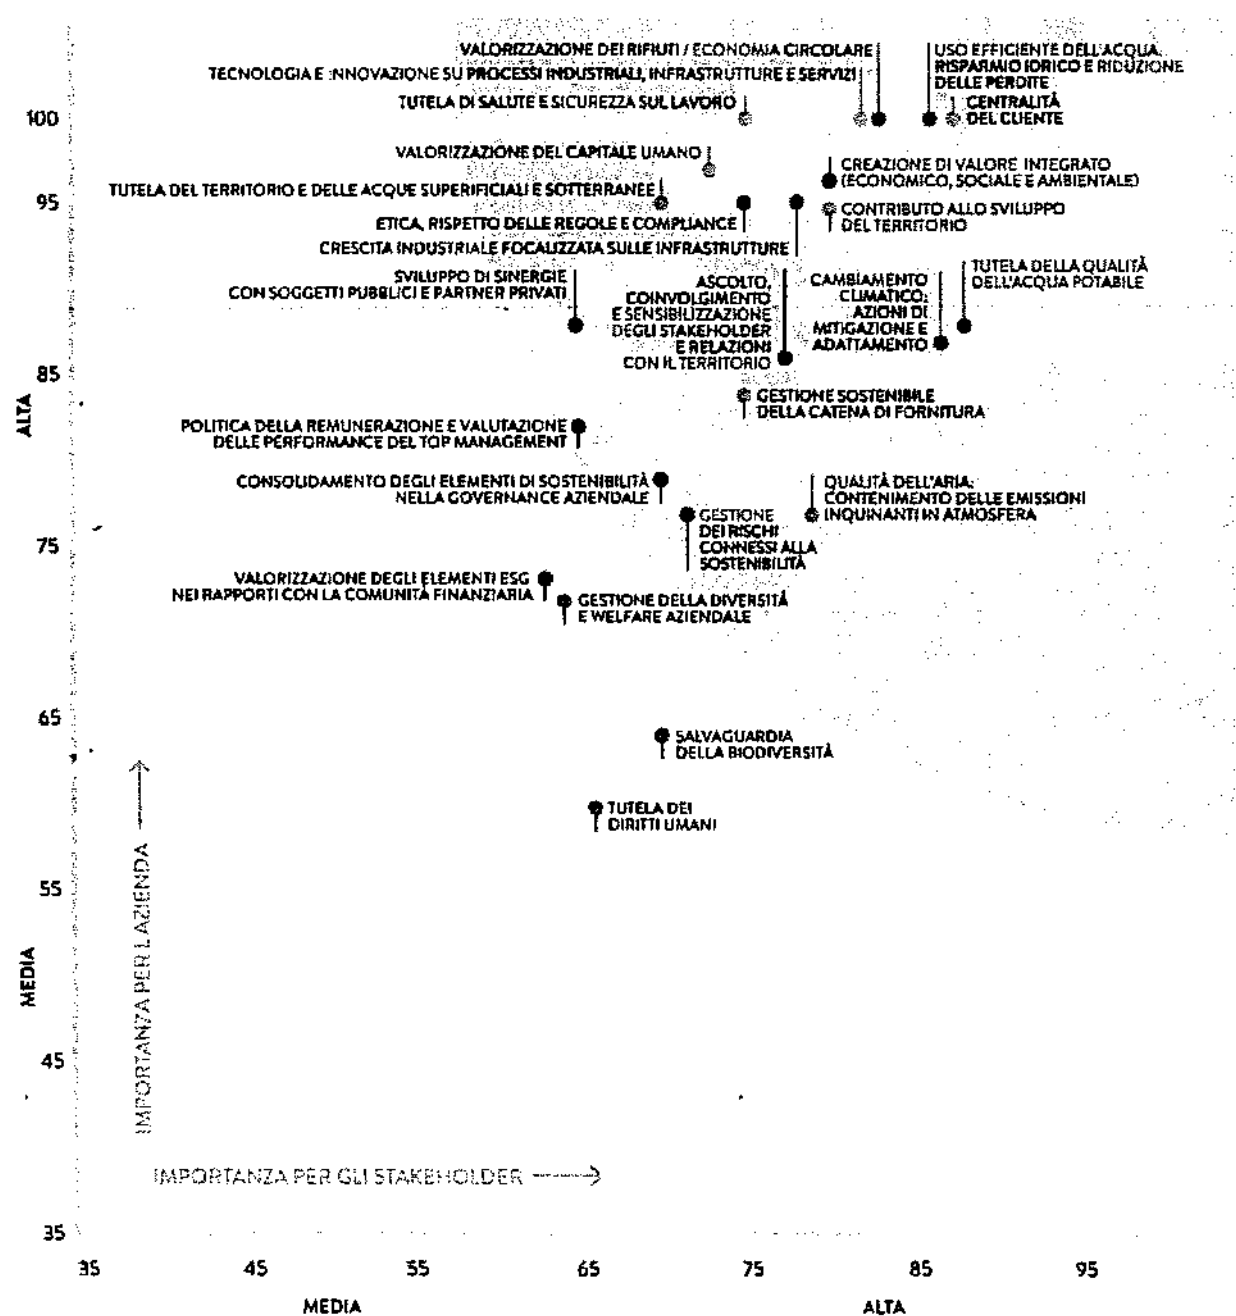 VALORIZZAZIONE DEI RIFIUTI / ECONOMIA CIRCOLARE
USO EFFICIENTE DELL'ACQUA,
RISPARMIO IDRICO E RIDUZIONE
DELLE PERDITE
TECNOLOGIA E INNOVAZIONE SU PROCESSI INDUSTRIALI, INFRASTRUTTURE E SERVIZI
TUTELA DI SALUTE E SICUREZZA SUL LAVORO
CENTRALITÀ
DEL CLIENTE
100
VALORIZZAZIONE DEL CAPITALE UMANO
CREAZIONE DI VALORE INTEGRATO
(ECONOMICO, SOCIALE E AMBIENTALE)
TUTELA DEL TERRITORIO E DELLE ACQUE SUPERIFICIALI E SOTTERRANEE
95
CONTRIBUTO ALLO SVILUPPO
DEL TERRITORIO
ETICA, RISPETTO DELLE REGOLE E COMPLIANCE
CRESCITA INDUSTRIALE FOCALIZZATA SULLE INFRASTRUTTURE
SVILUPPO DI SINERGIE
CON SOGGETTI PUBBLICI E PARTNER PRIVATI
ASCOLTO,
COINVOLGIMENTO
E SENSIBILIZZAZIONE
DEGLI STAKEHOLDER
E RELAZIONI
CON IL TERRITORIO
CAMBIAMENTO
CLIMATICO:
AZIONI DI
MITIGAZIONE E
ADATTAMENTO
TUTELA DELLA QUALITÀ
DELL'ACQUA POTABILE
85
ALTA
GESTIONE SOSTENIBILE
DELLA CATENA DI FORNITURA
POLITICA DELLA REMUNERAZIONE E VALUTAZIONE
DELLE PERFORMANCE DEL TOP MANAGEMENT
CONSOLIDAMENTO DEGLI ELEMENTI DI SOSTENIBILITÀ
NELLA GOVERNANCE AZIENDALE
QUALITÀ DELL'ARIA:
CONTENIMENTO DELLE EMISSIONI
INQUINANTI IN ATMOSFERA
GESTIONE
DEI RISCHI
CONNESSI ALLA
SOSTENIBILITÀ
75
VALORIZZAZIONE DEGLI ELEMENTI ESG
NEI RAPPORTI CON LA COMUNITÀ FINANZIARIA
GESTIONE DELLA DIVERSITÀ
E WELFARE AZIENDALE
65
SALVAGUARDIA
DELLA BIODIVERSITÀ
TUTELA DEI
DIRITTI UMANI
55
MEDIA
IMPORTANZA PER L'AZIENDA
45
IMPORTANZA PER GLI STAKEHOLDER
35
35 45 55 65 75 85 95
MEDIA ALTA